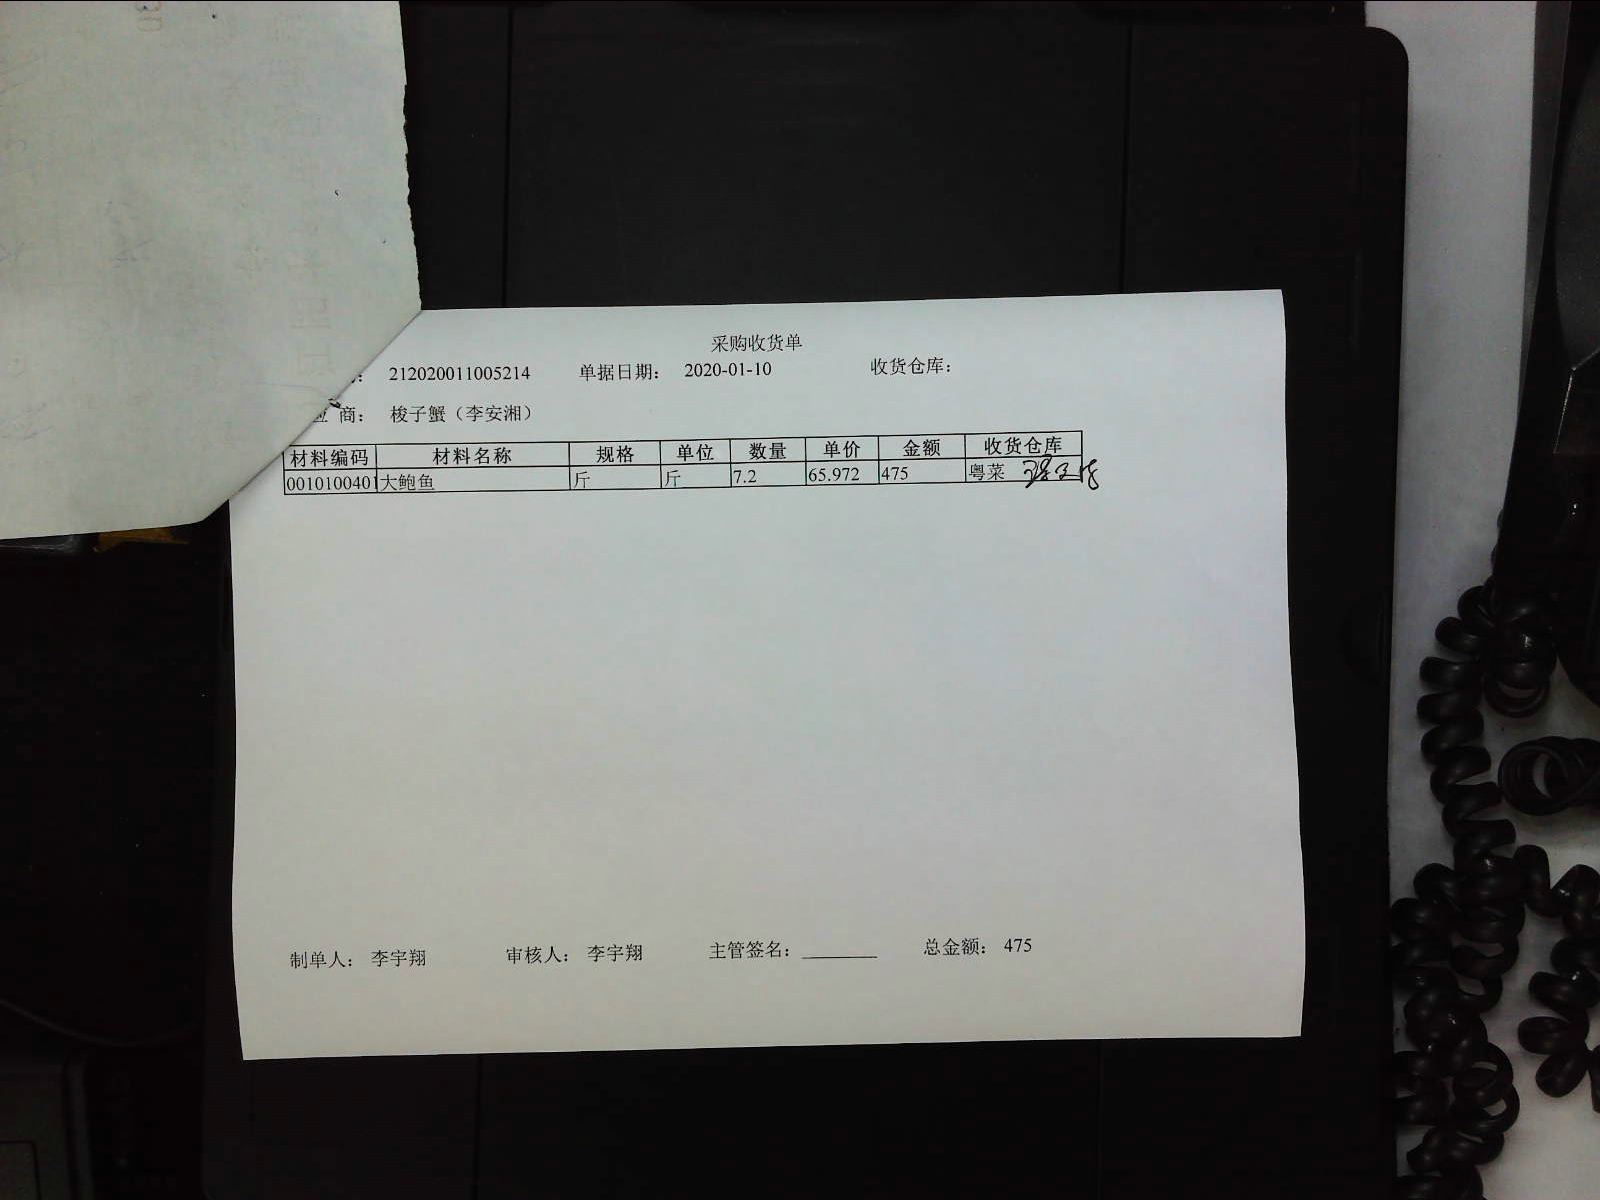 采购收货单
212020011005214 单据日期： 2020-01-10 收货仓库：
应 商： 梭子蟹（李安湘）
材料编码 材料名称 规格 单位 数量 单价 金额 收货仓库
0010100401 大鲍鱼 斤 斤 7.2 65.972 475 粤菜
制单人： 李宇翔 审核人： 李宇翔 主管签名： 总金额： 475